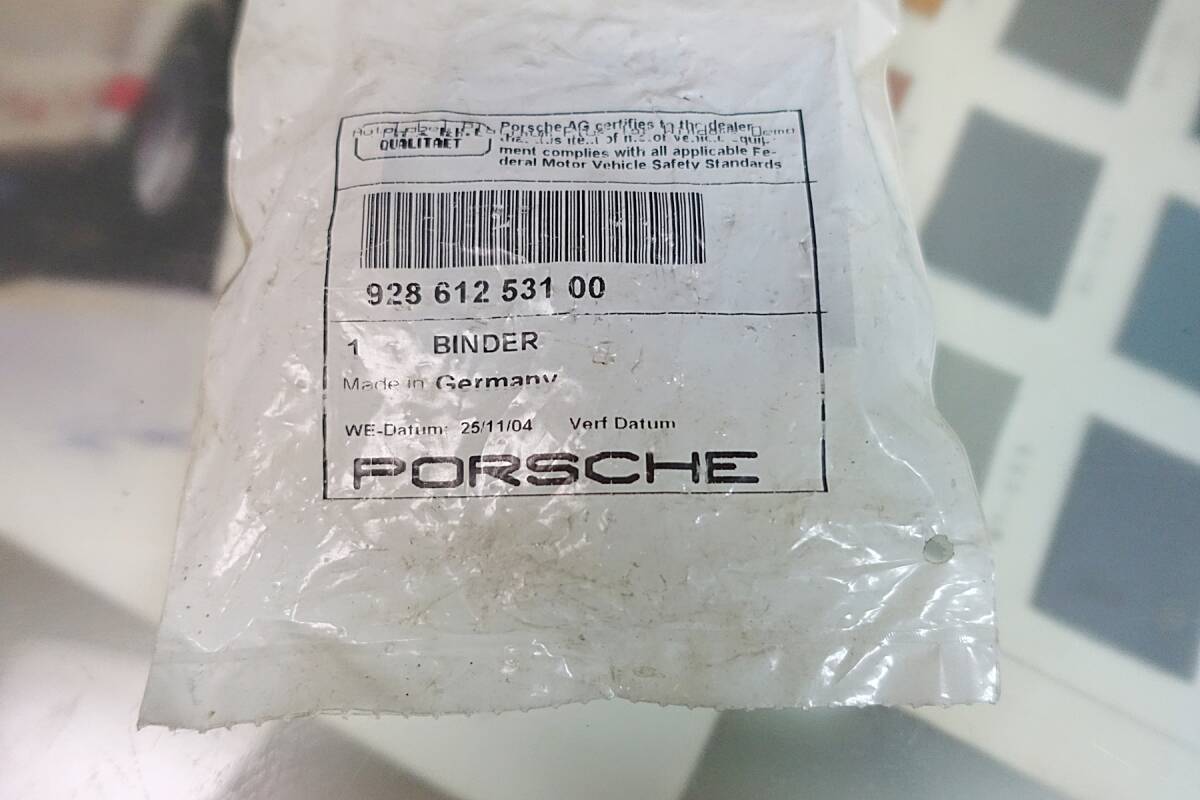 QUALITAET
Porsche AG certifies to the dealer
ment complies with all applicable Fe-
deral Motor Vehicle Safety Standards
928 612 531 00
1 BINDER
Made in Germany
WE-Datum: 25/11/04 Verf Datum
PORSCHE